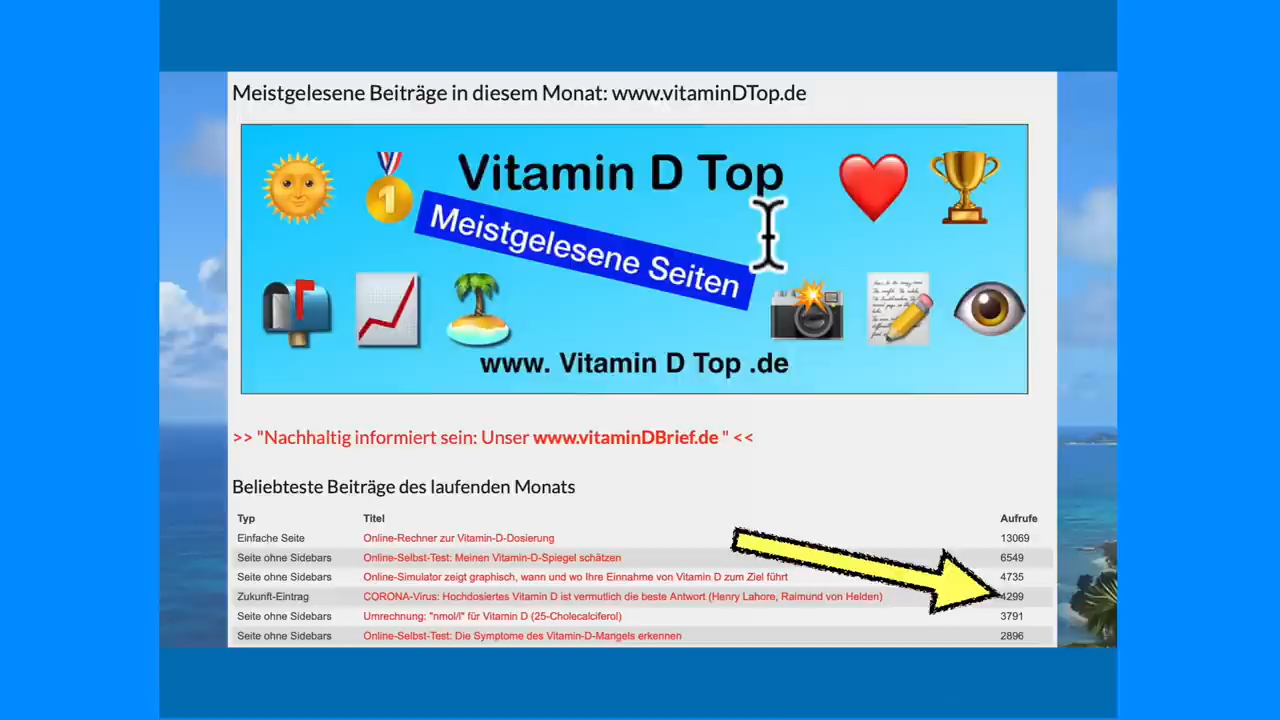 Meistgelesene Beiträge in diesem Monat: www.vitaminDTop.de
Vitamin D Top
1
Meistgelesene Seiten
www. Vitamin D Top .de
>> "Nachhaltig informiert sein: Unser www.vitaminDBrief.de " <<
Beliebteste Beiträge des laufenden Monats
Typ Titel Aufrufe
Einfache Seite Online-Rechner zur Vitamin-D-Dosierung 13069
Seite ohne Sidebars Online-Selbst-Test: Meinen Vitamin-D-Spiegel schätzen 6549
Seite ohne Sidebars Online-Simulator zeigt graphisch, wann und wo Ihre Einnahme von Vitamin D zum Ziel führt 4735
Zukunft-Eintrag CORONA-Virus: Hochdosiertes Vitamin D ist vermutlich die beste Antwort (Henry Lahore, Raimund von Helden) 4299
Seite ohne Sidebars Umrechnung: "nmol/l" für Vitamin D (25-Cholecalciferol) 3791
Seite ohne Sidebars Online-Selbst-Test: Die Symptome des Vitamin-D-Mangels erkennen 2896